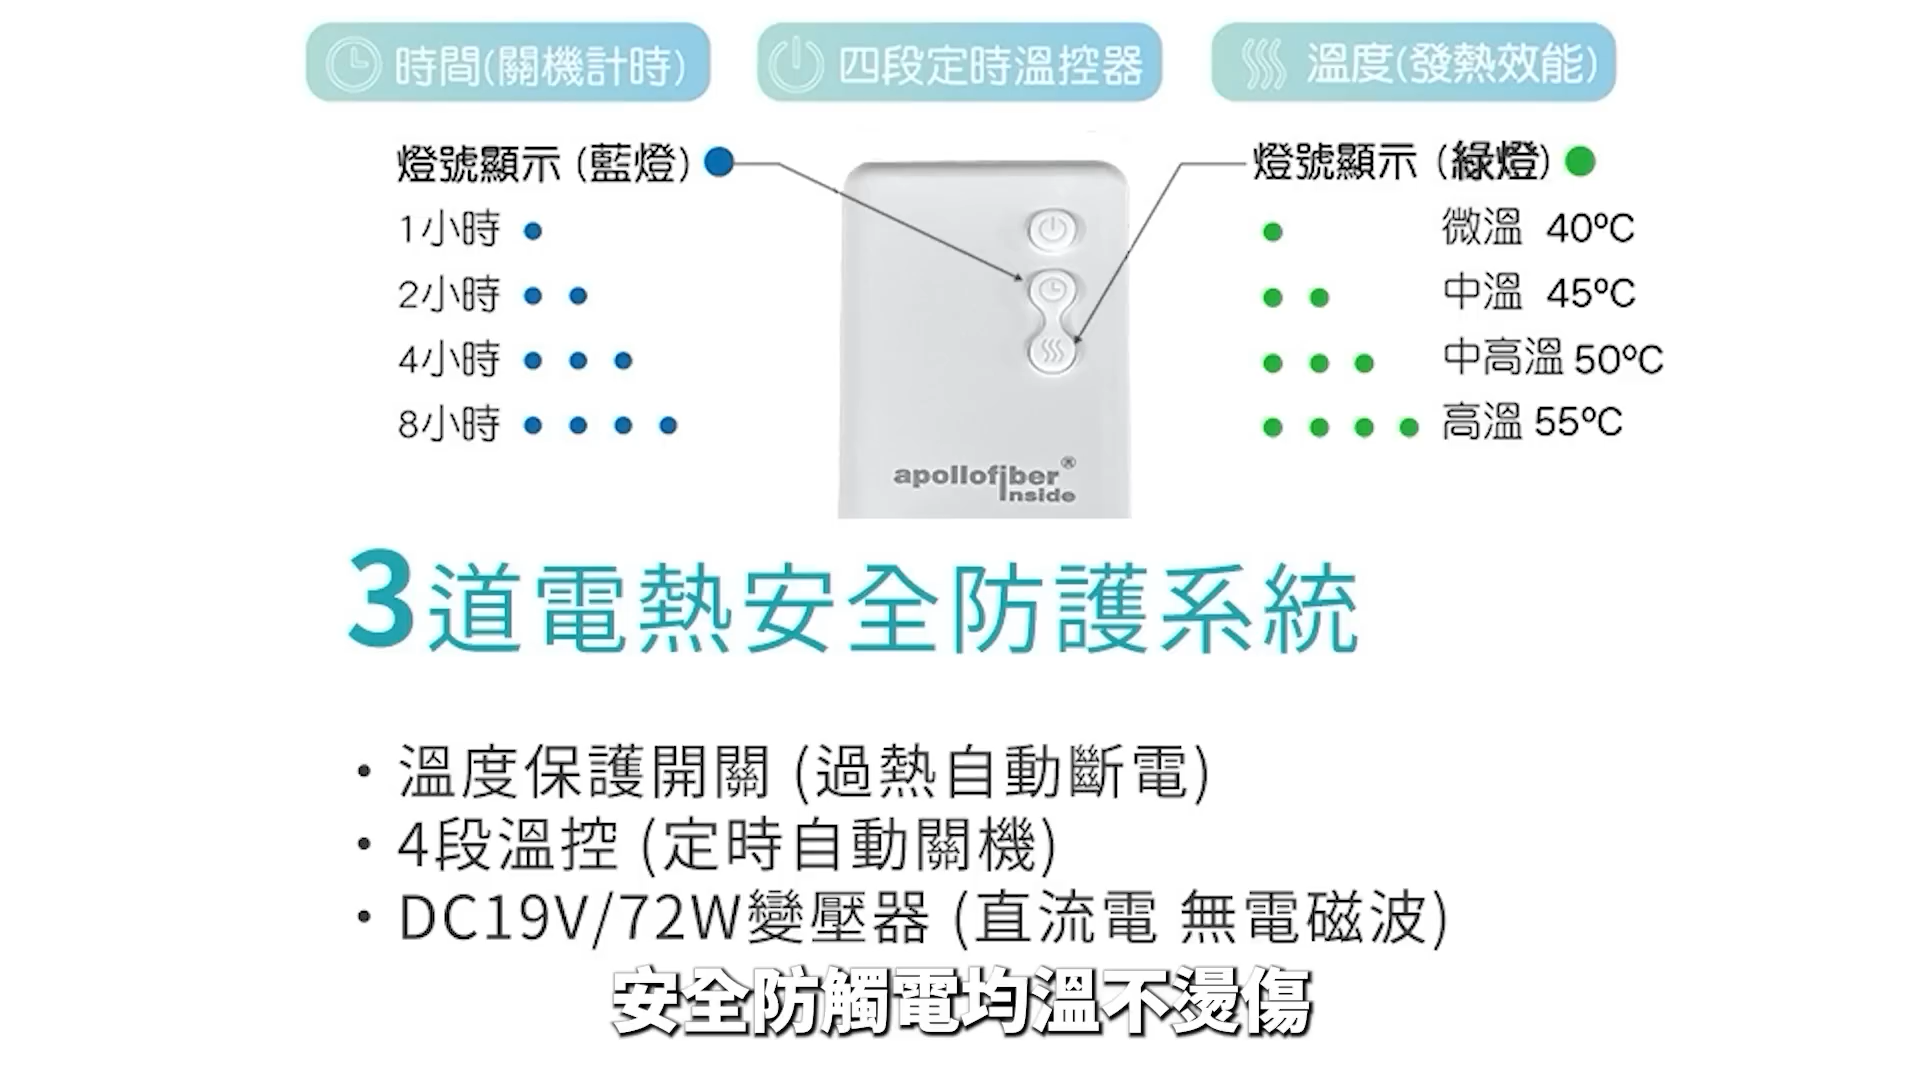 時間(關機計時)
四段定時溫控器
溫度(發熱效能)
燈號顯示 (藍燈)
1小時
2小時
4小時
8小時
燈號顯示 (綠燈)
微溫 40ºC
中溫 45ºC
中高溫 50ºC
高溫 55ºC
apollofiber®
Inside
3道電熱安全防護系統
・溫度保護開關 (過熱自動斷電)
・4段溫控 (定時自動關機)
・DC19V/72W變壓器 (直流電 無電磁波)
安全防觸電均溫不燙傷